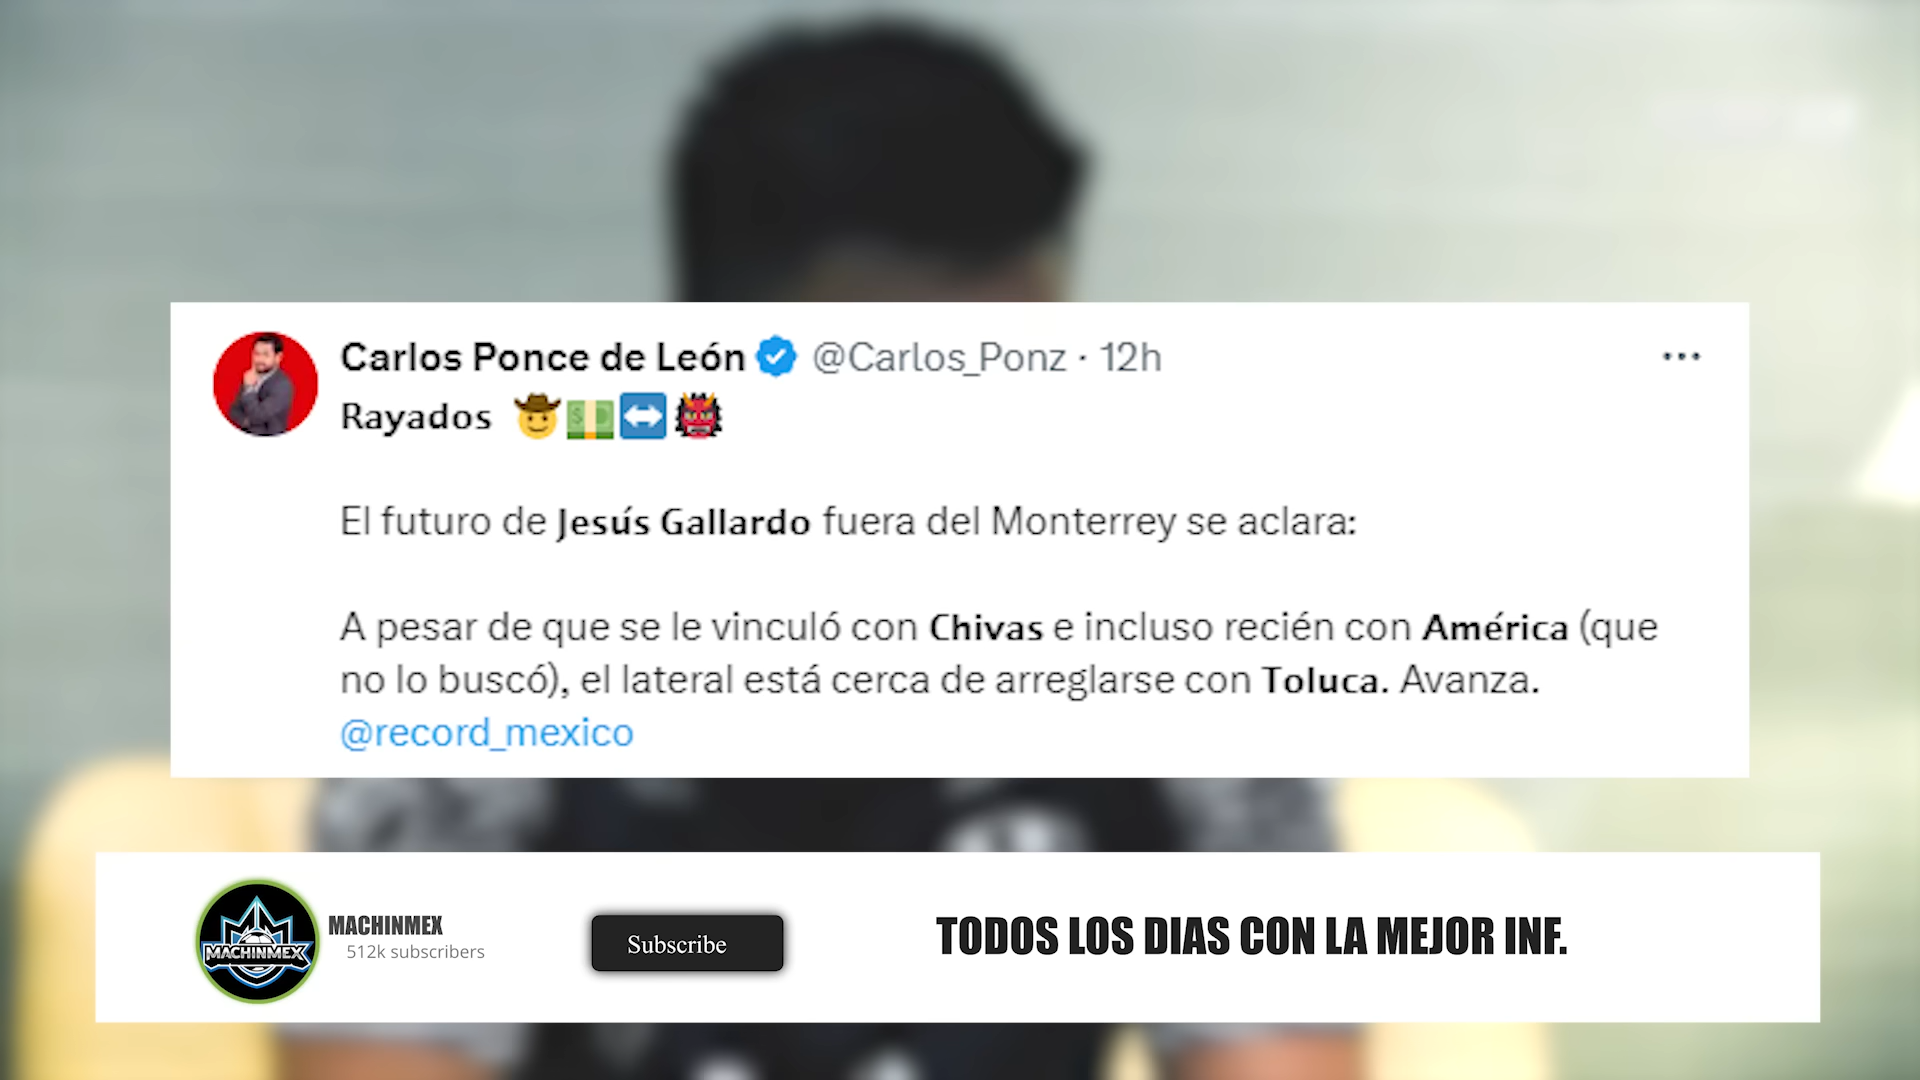 Carlos Ponce de León @Carlos_Ponz · 12h
Rayados 🤠💵↔️👹
El futuro de Jesús Gallardo fuera del Monterrey se aclara:
A pesar de que se le vinculó con Chivas e incluso recién con América (que
no lo buscó), el lateral está cerca de arreglarse con Toluca. Avanza.
@record_mexico
MACHINMEX
MACHINMEX
512k subscribers
Subscribe
TODOS LOS DIAS CON LA MEJOR INF.